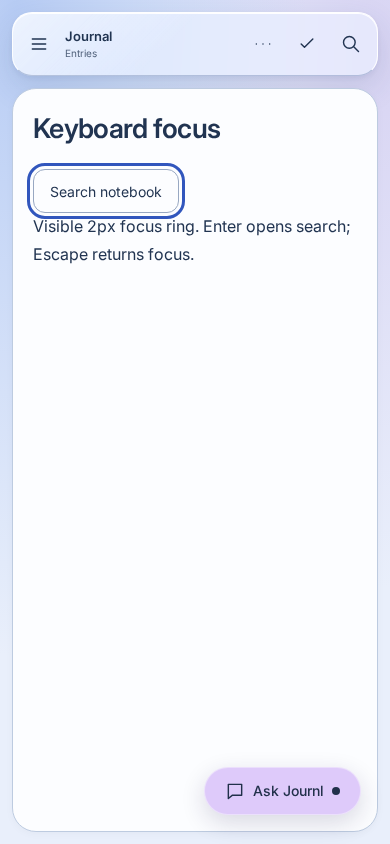 Journal
Entries
···
Keyboard focus
Search notebook
Visible 2px focus ring. Enter opens search;
Escape returns focus.
Ask Journl